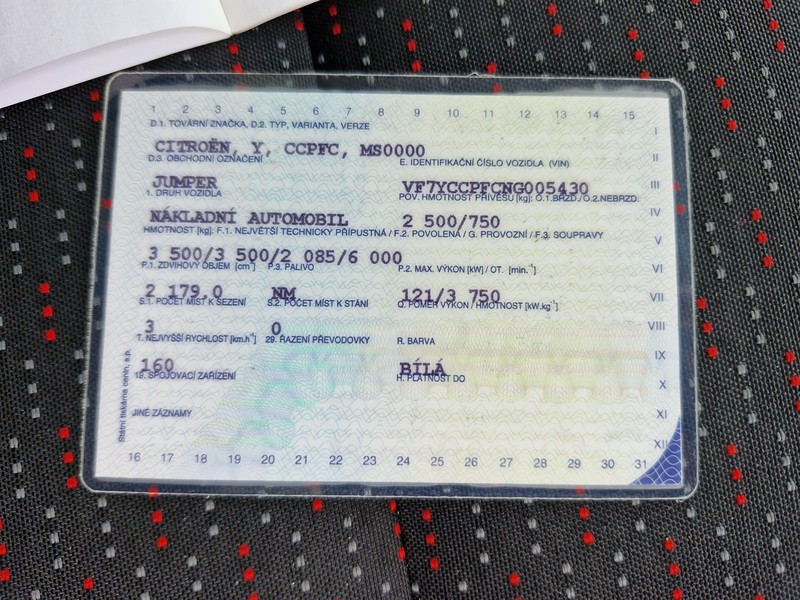 1 2 3 4 5 6 7 8 9 10 11 12 13 14 15
D.1. TOVÁRNÍ ZNAČKA, D.2. TYP, VARIANTA, VERZE
I
CITROËN, Y, CCPFC, MS0000
D.3. OBCHODNÍ OZNAČENÍ E. IDENTIFIKAČNÍ ČÍSLO VOZIDLA (VIN)
II
JUMPER VF7YCCPFCNG005430
III
1. DRUH VOZIDLA POV. HMOTNOST PŘÍVĚSU [kg]: O.1.BRZD./O.2.NEBRZD.
NÁKLADNÍ AUTOMOBIL 2 500/750
IV
HMOTNOST [kg]: F.1. NEJVĚTŠÍ TECHNICKY PŘÍPUSTNÁ / F.2. POVOLENÁ / G. PROVOZNÍ / F.3. SOUPRAVY
V
3 500/3 500/2 085/6 000
P.1. ZDVIHOVÝ OBJEM [cm³] P.3. PALIVO P.2. MAX. VÝKON [kW] / OT. [min.⁻¹]
VI
2 179,0 NM 121/3 750
VII
S.1. POČET MÍST K SEZENÍ S.2. POČET MÍST K STÁNÍ Q. POMĚR VÝKON / HMOTNOST [kW.kg⁻¹]
3 0
VIII
T. NEJVYŠŠÍ RYCHLOST [km.h⁻¹] 29. ŘAZENÍ PŘEVODOVKY R. BARVA
IX
160 BÍLÁ
19. SPOJOVACÍ ZAŘÍZENÍ H. PLATNOST DO
X
JINÉ ZÁZNAMY
XI
XII
16 17 18 19 20 21 22 23 24 25 26 27 28 29 30 31
Státní tiskárna cenin, s.p.